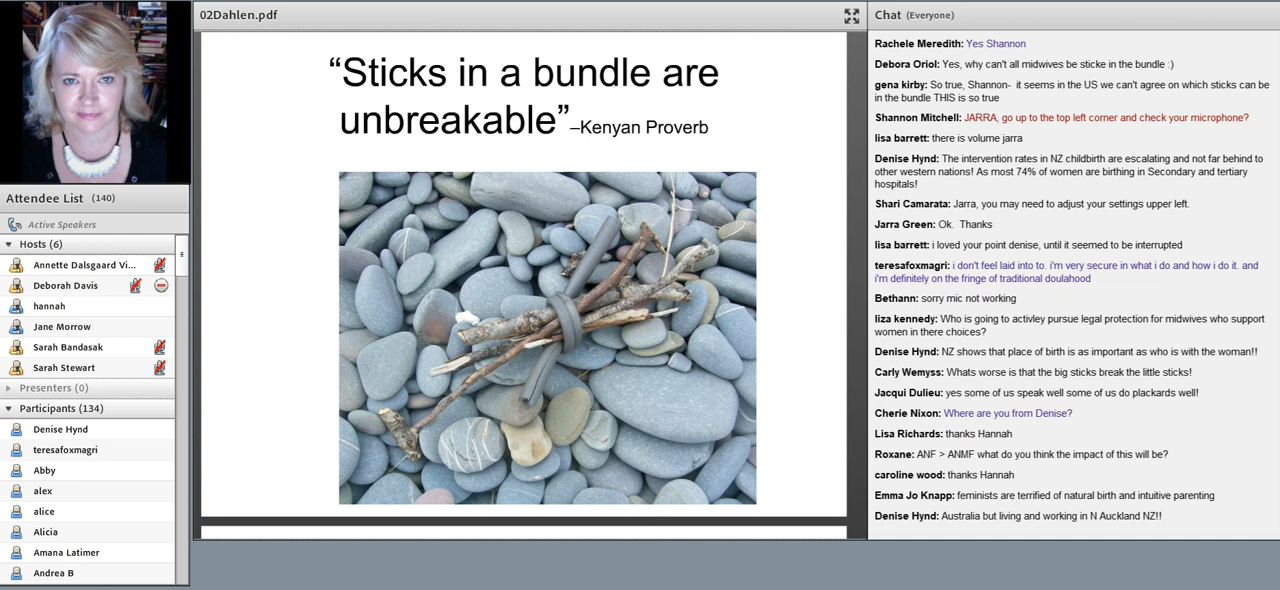 02Dahlen.pdf
“Sticks in a bundle are
unbreakable”–Kenyan Proverb
Attendee List (140)
Active Speakers
Hosts (6)
Annette Dalsgaard Vi...
Deborah Davis
hannah
Jane Morrow
Sarah Bandasak
Sarah Stewart
Presenters (0)
Participants (134)
Denise Hynd
teresafoxmagri
Abby
alex
alice
Alicia
Amana Latimer
Andrea B
Chat (Everyone)
Rachele Meredith: Yes Shannon
Debora Oriol: Yes, why can't all midwives be sticke in the bundle :)
gena kirby: So true, Shannon- it seems in the US we can't agree on which sticks can be
in the bundle THIS is so true
Shannon Mitchell: JARRA, go up to the top left corner and check your microphone?
lisa barrett: there is volume jarra
Denise Hynd: The intervention rates in NZ childbirth are escalating and not far behind to
other western nations! As most 74% of women are birthing in Secondary and tertiary
hospitals!
Shari Camarata: Jarra, you may need to adjust your settings upper left.
Jarra Green: Ok. Thanks
lisa barrett: i loved your point denise, until it seemed to be interrupted
teresafoxmagri: i don't feel laid into to. i'm very secure in what i do and how i do it. and
i'm definitely on the fringe of traditional doulahood
Bethann: sorry mic not working
liza kennedy: Who is going to activley pursue legal protection for midwives who support
women in there choices?
Denise Hynd: NZ shows that place of birth is as important as who is with the woman!!
Carly Wemyss: Whats worse is that the big sticks break the little sticks!
Jacqui Dulieu: yes some of us speak well some of us do plackards well!
Cherie Nixon: Where are you from Denise?
Lisa Richards: thanks Hannah
Roxane: ANF > ANMF what do you think the impact of this will be?
caroline wood: thanks Hannah
Emma Jo Knapp: feminists are terrified of natural birth and intuitive parenting
Denise Hynd: Australia but living and working in N Auckland NZ!!